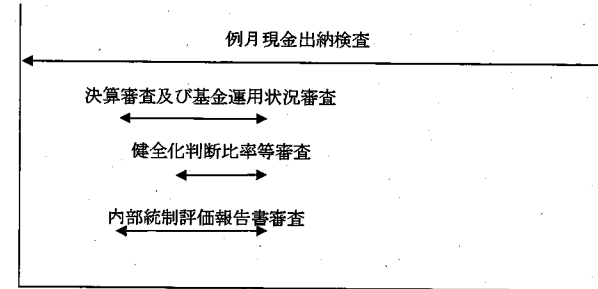 例月現金出納検査
決算審査及び基金運用状況審査
健全化判断比率等審査
内部統制評価報告書審査